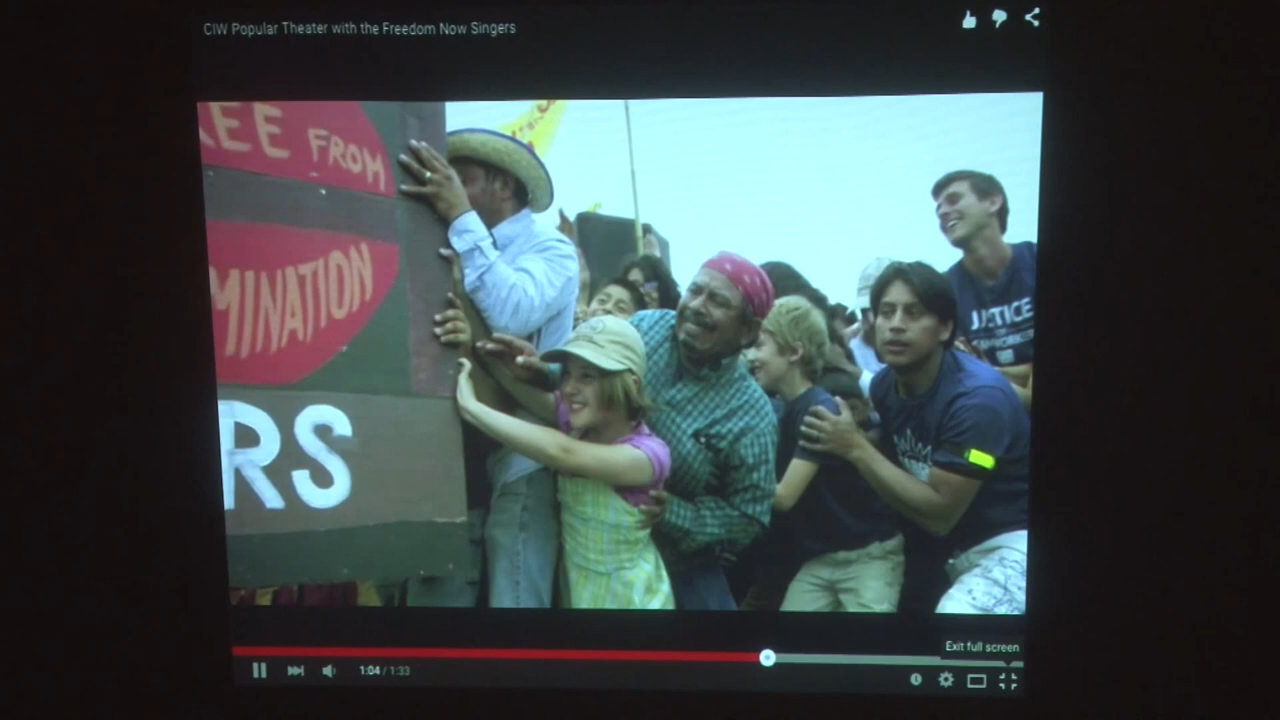 CIW Popular Theater with the Freedom Now Singers
EE FROM
MINATION
RS
JUSTICE
Exit full screen
1:04 / 1:33